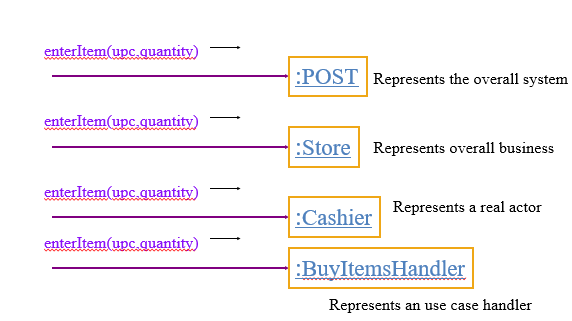 enterItem(upc,quantity)
:POST
Represents the overall system
enterItem(upc,quantity)
:Store
Represents overall business
enterItem(upc,quantity)
:Cashier
Represents a real actor
enterItem(upc,quantity)
:BuyItemsHandler
Represents an use case handler